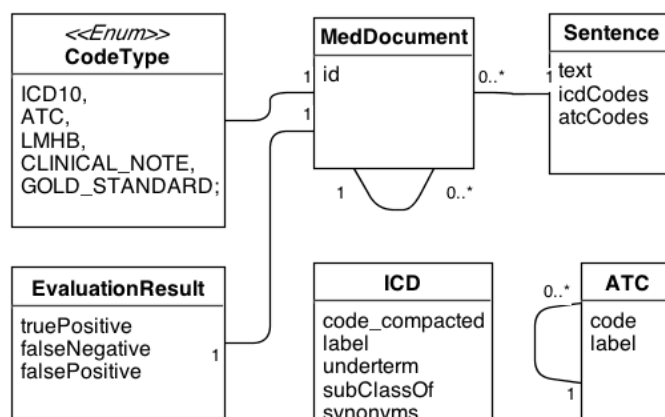 <<Enum>>
CodeType
ICD10,
ATC,
LMHB,
CLINICAL_NOTE,
GOLD_STANDARD;
MedDocument
id
1
1
0..*
1
0..*
Sentence
text
icdCodes
atcCodes
1
EvaluationResult
truePositive
falseNegative
falsePositive
1
ICD
code_compacted
label
underterm
subClassOf
synonyms
ATC
code
label
0..*
1